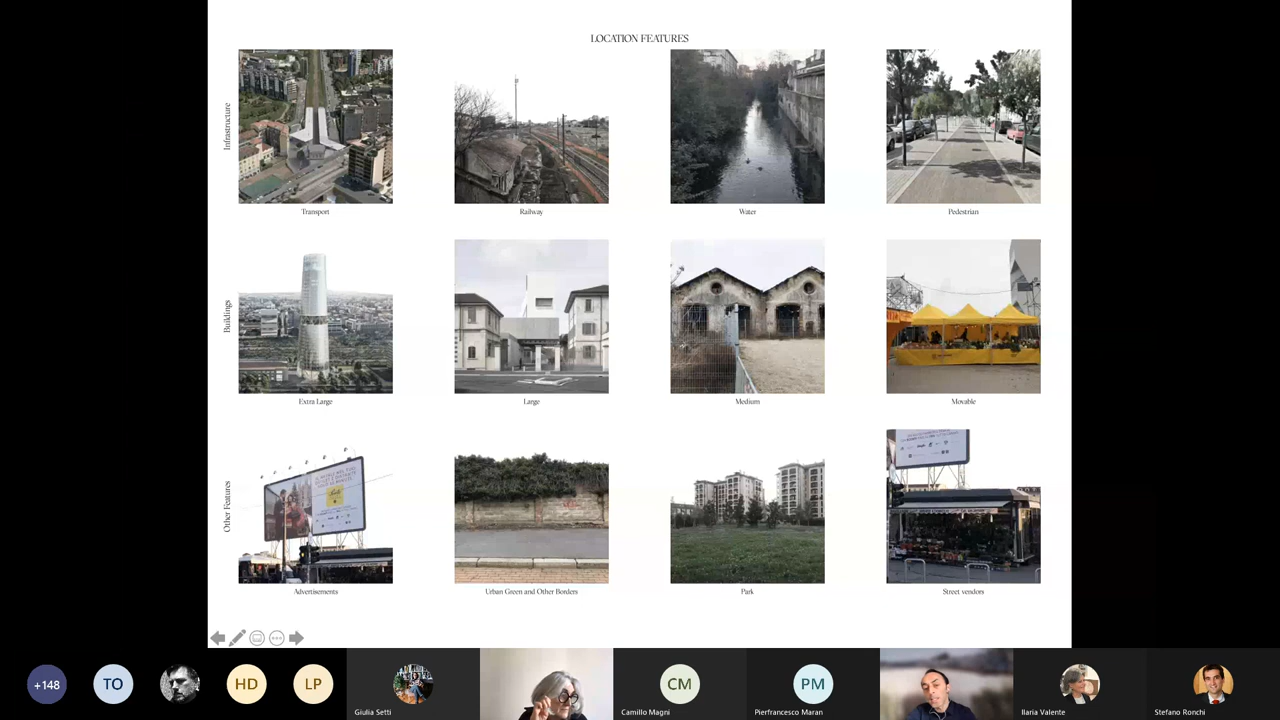 LOCATION FEATURES
Infrastructure
Transport
Railway
Water
Pedestrian
Buildings
Extra Large
Large
Medium
Movable
Other Features
Advertisements
Urban Green and Other Borders
Park
Street vendors
+148
TO
HD
LP
Giulia Setti
CM
Camillo Magni
PM
Pierfrancesco Maran
Ilaria Valente
Stefano Ronchi